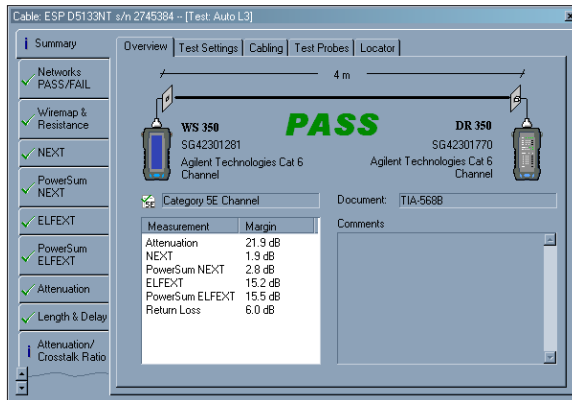 Cable: ESP D5133NT s/n 2745384 -- [Test: Auto L3]
Summary
Networks
PASS/FAIL
Wiremap &
Resistance
NEXT
PowerSum
NEXT
ELFEXT
PowerSum
ELFEXT
Attenuation
Length & Delay
Attenuation/
Crosstalk Ratio
Overview
Test Settings
Cabling
Test Probes
Locator
4 m
PASS
WS 350
SG42301281
Agilent Technologies Cat 6
Channel
DR 350
SG42301770
Agilent Technologies Cat 6
Channel
5E
Category 5E Channel
Document:
TIA-568B
Measurement Margin
Attenuation 21.9 dB
NEXT 1.9 dB
PowerSum NEXT 2.8 dB
ELFEXT 15.2 dB
PowerSum ELFEXT 15.5 dB
Return Loss 6.0 dB
Comments